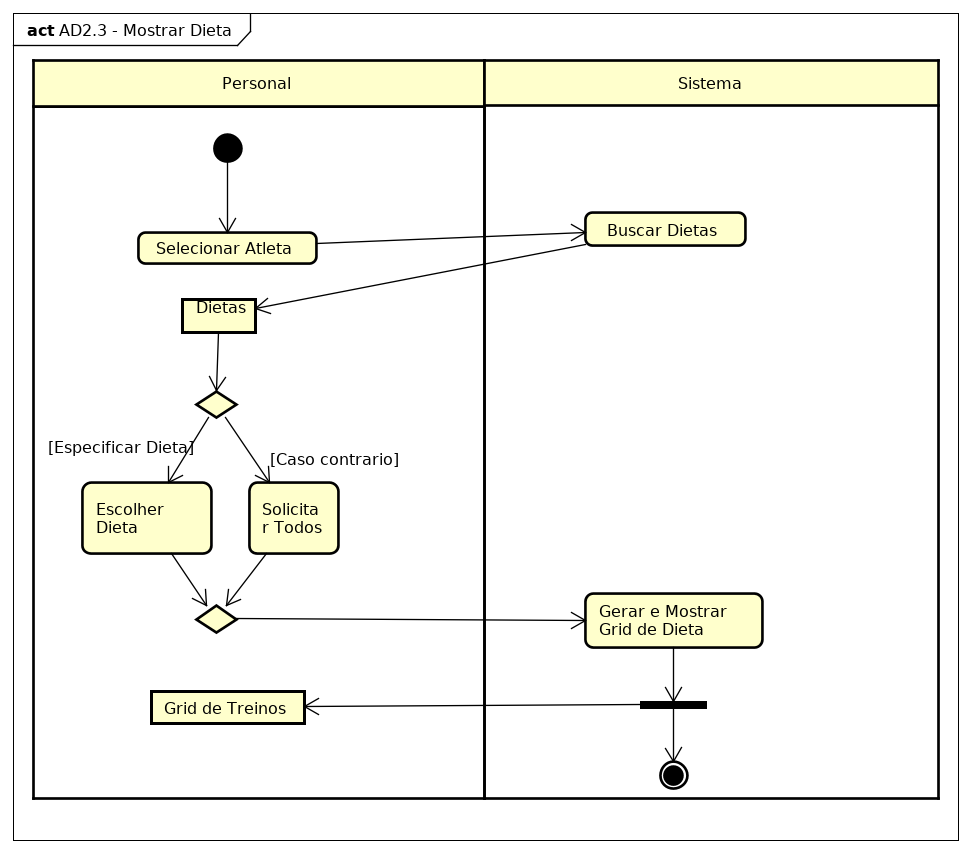 act AD2.3 - Mostrar Dieta
Personal
Sistema
Selecionar Atleta
Buscar Dietas
Dietas
[Especificar Dieta]
[Caso contrario]
Escolher
Dieta
Solicita
r Todos
Gerar e Mostrar
Grid de Dieta
Grid de Treinos